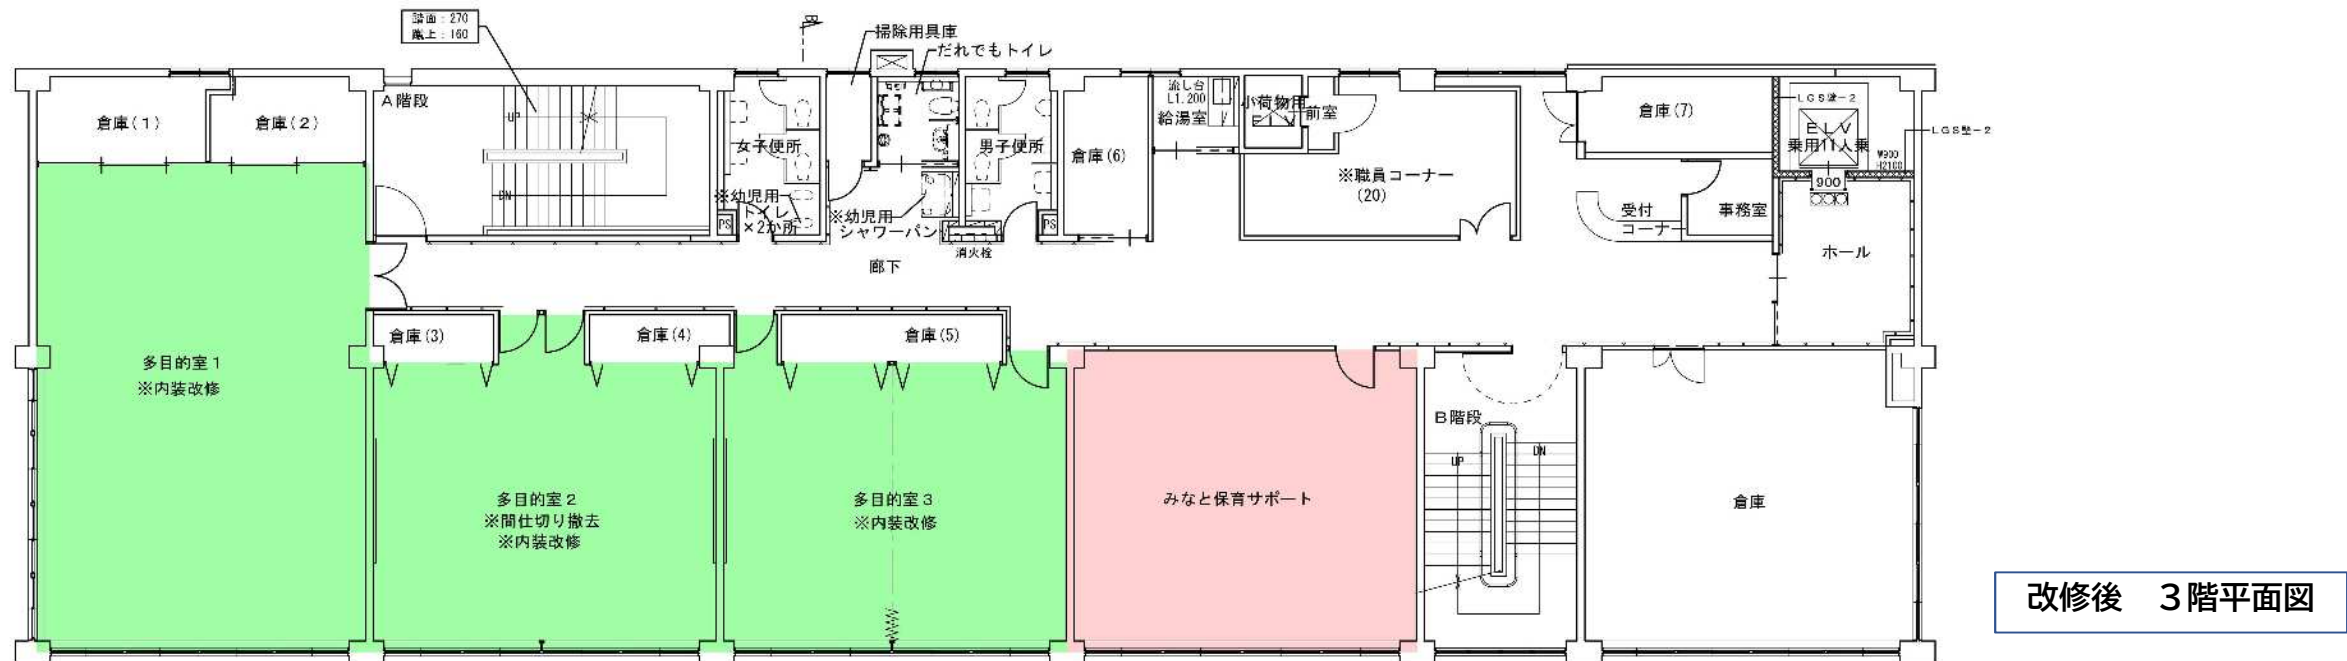 踏面：270
蹴上：160
掃除用具庫
だれでもトイレ
A階段
UP
DN
倉庫(1)
倉庫(2)
女子便所
※幼児用
トイレ
×2か所
PS
※幼児用
シャワーパン
男子便所
PS
消火栓
倉庫(6)
流し台
L1.200
給湯室
小荷物用
ELV
前室
※職員コーナー
(20)
倉庫(7)
LGS壁-2
ELV
乗用11人乗
LGS壁-2
W900
H2100
900
受付
コーナー
事務室
ホール
廊下
倉庫(3)
倉庫(4)
倉庫(5)
多目的室1
※内装改修
多目的室2
※間仕切り撤去
※内装改修
多目的室3
※内装改修
みなと保育サポート
B階段
UP
DN
倉庫
改修後　3階平面図